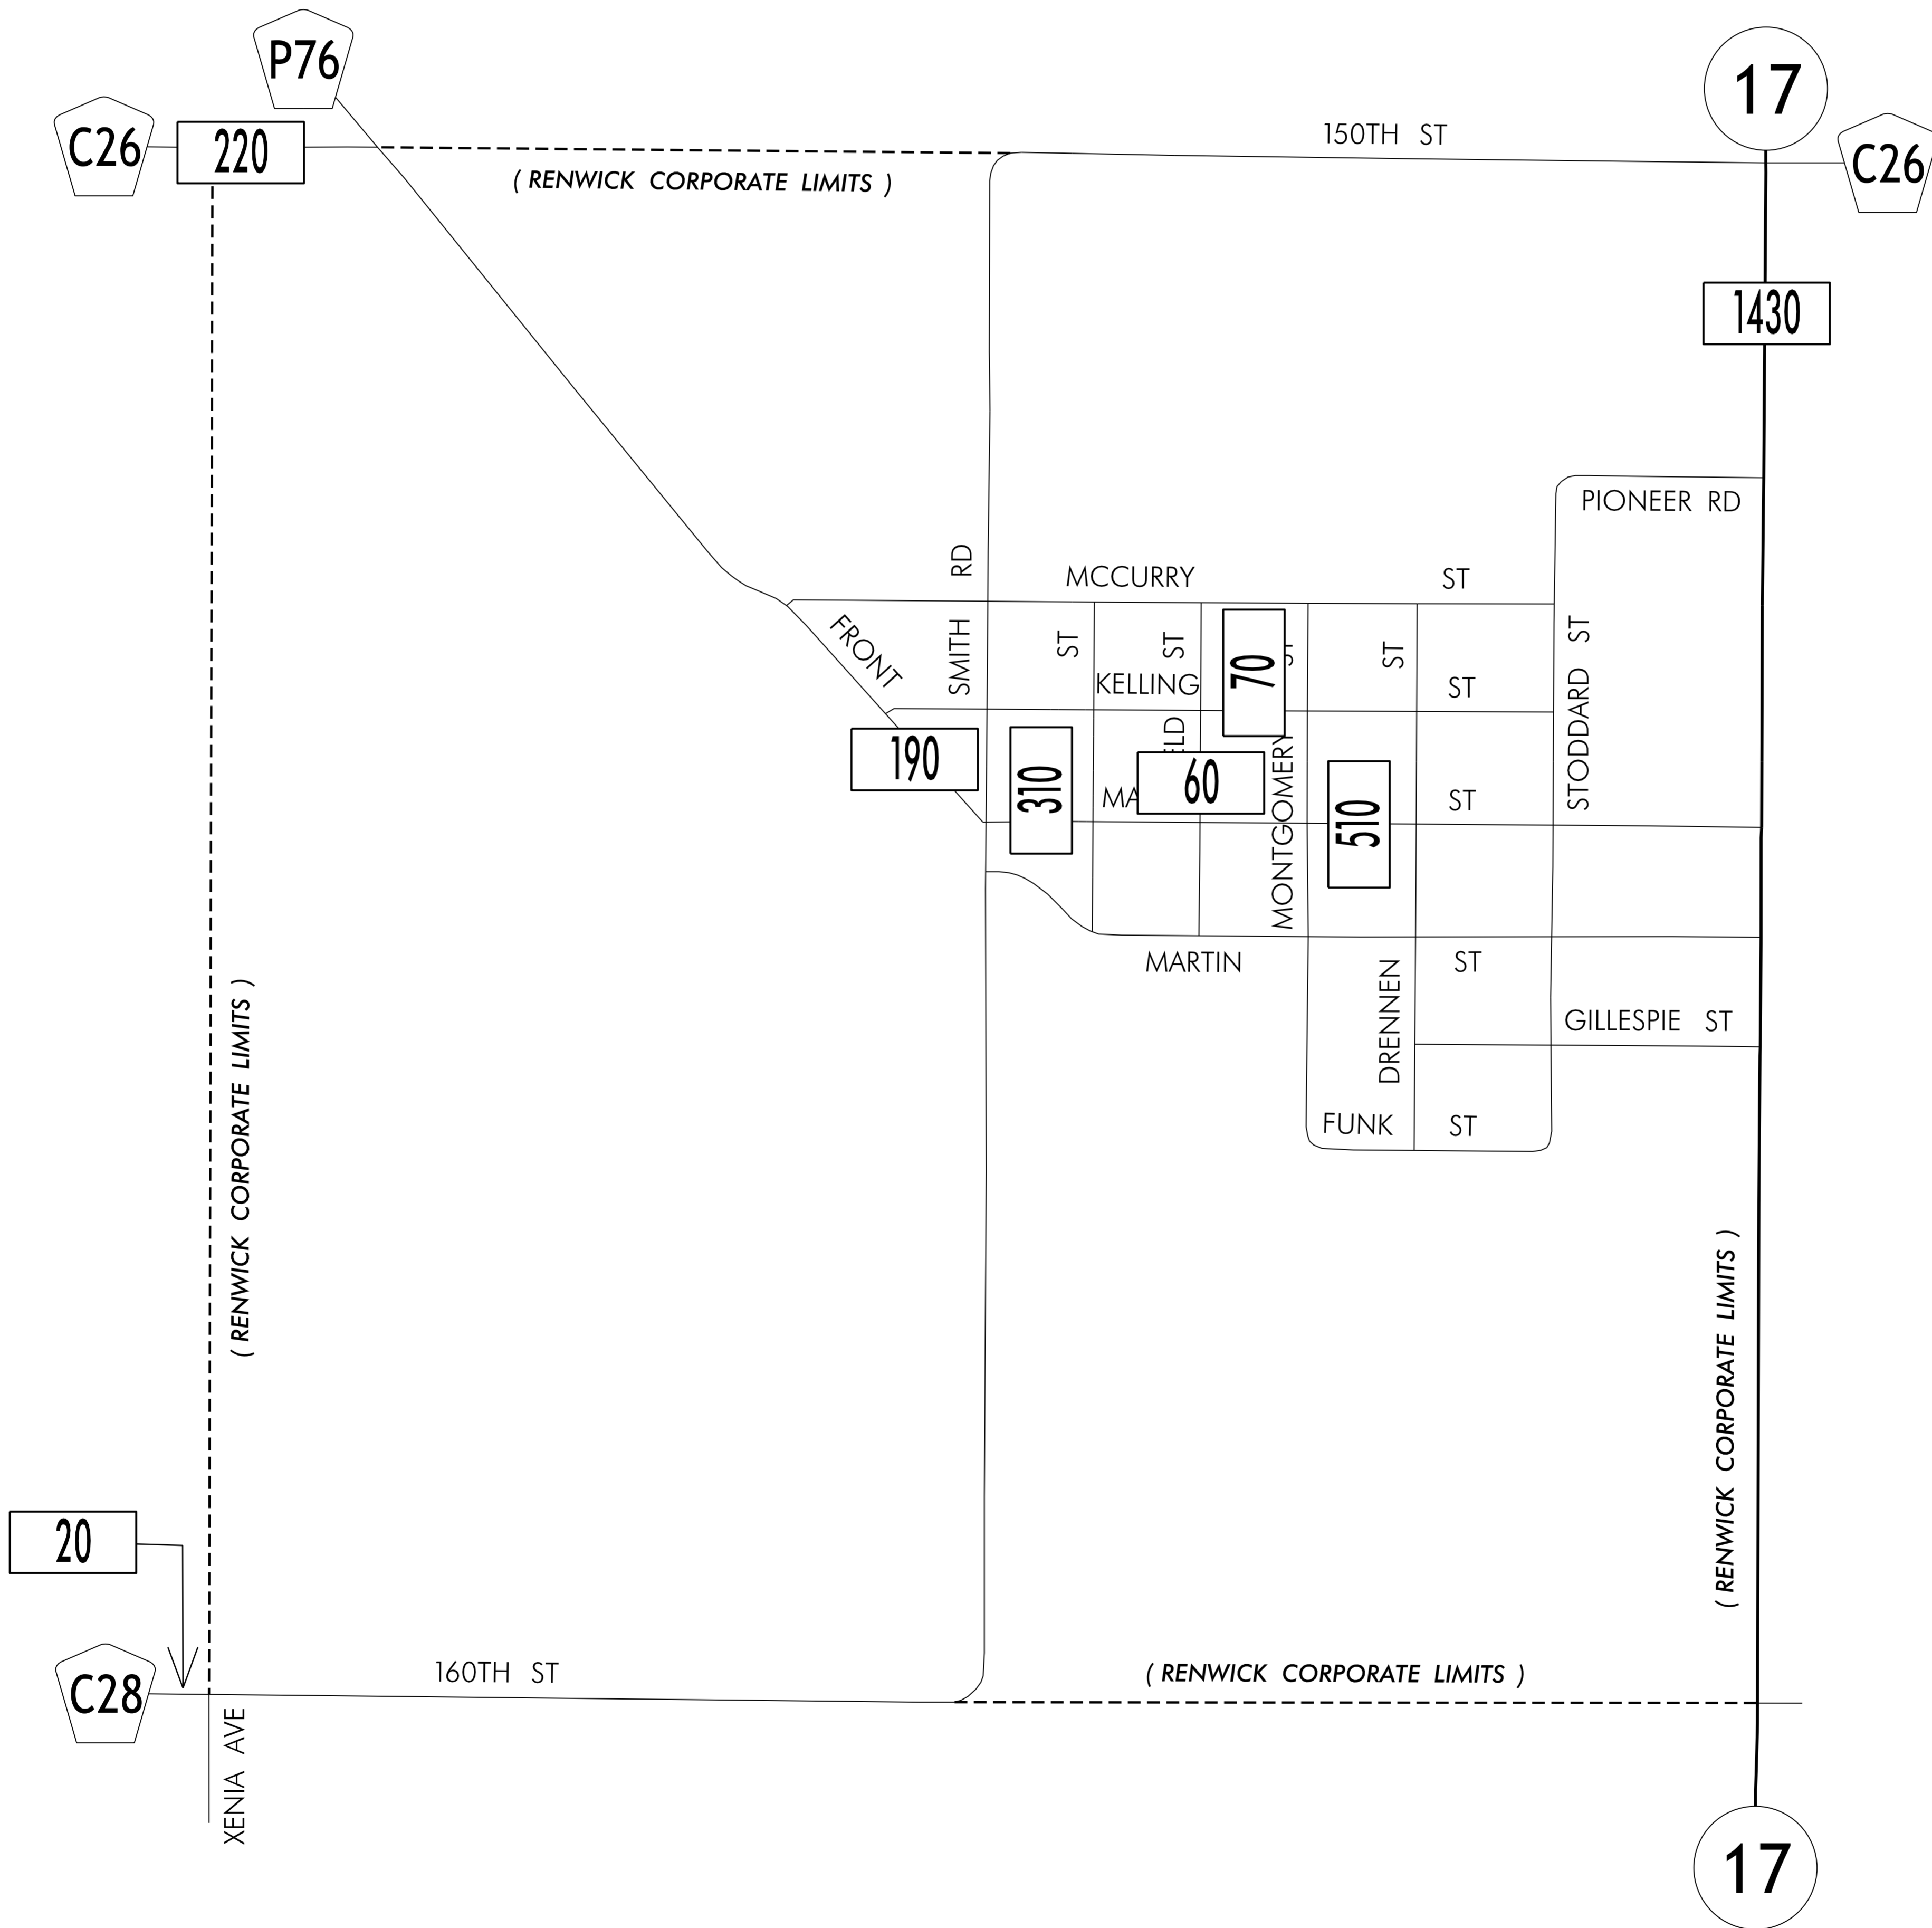 P76
17
C26
220
150TH ST
C26
( RENWICK CORPORATE LIMITS )
1430
PIONEER RD
SMITH RD
MCCURRY ST
FRONT
ST
ST
70
ST
STODDARD ST
KELLING ST
190
310
60
ST
MONTGOMERY
510
MARTIN ST
DRENNEN
GILLESPIE ST
FUNK ST
( RENWICK CORPORATE LIMITS )
( RENWICK CORPORATE LIMITS )
20
C28
160TH ST
( RENWICK CORPORATE LIMITS )
XENIA AVE
17